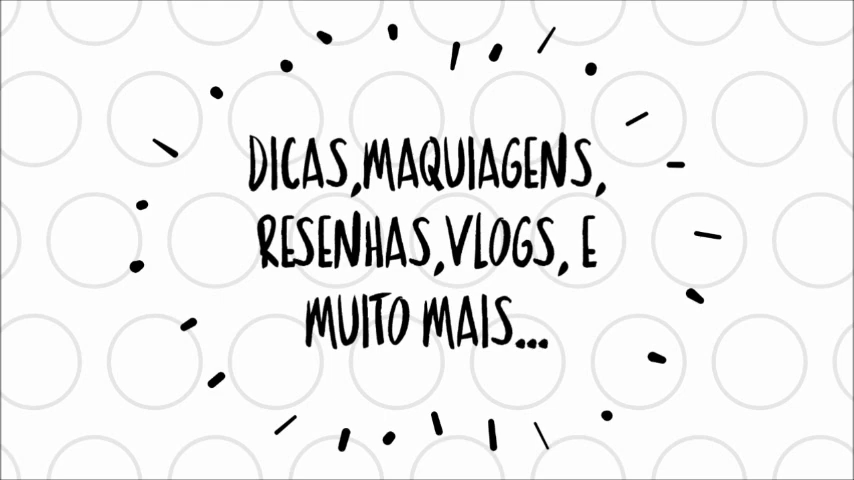 DICAS,MAQUIAGENS,
RESENHAS,VLOGS, E
MUITO MAIS...